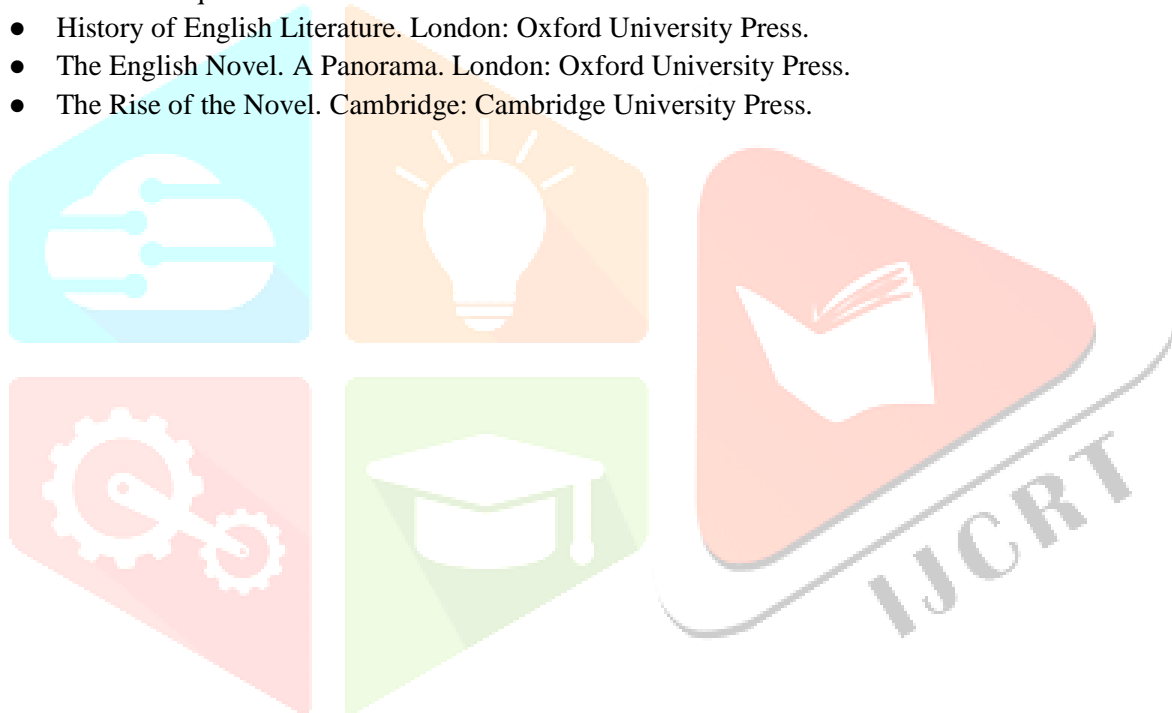 ● History of English Literature. London: Oxford University Press.
● The English Novel. A Panorama. London: Oxford University Press.
● The Rise of the Novel. Cambridge: Cambridge University Press.
IJCRT